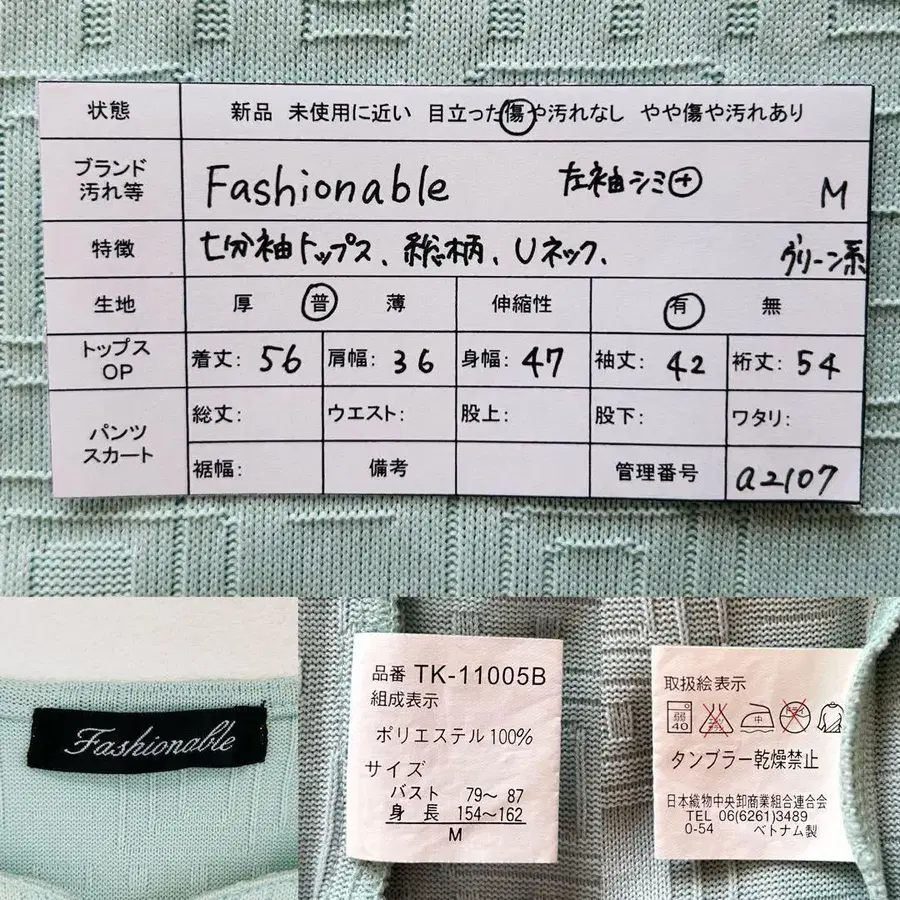 状態 新品 未使用に近い 目立った傷や汚れなし やや傷や汚れあり
ブランド
汚れ等 Fashionable 左袖シミ+ M
特徴 七分袖トップス、総柄、Uネック、 グリーン系
生地 厚 普 薄 伸縮性 有 無
トップス
OP 着丈: 56 肩幅: 36 身幅: 47 袖丈: 42 裄丈: 54
パンツ
スカート 総丈: ウエスト: 股上: 股下: ワタリ:
裾幅: 備考 管理番号 a2107
Fashionable
品番 TK-11005B
組成表示
ポリエステル 100%
サイズ
バスト 79~ 87
身長 154~162
M
取扱絵表示
弱 40 中
タンブラー乾燥禁止
日本織物中央卸商業組合連合会
TEL 06(6261)3489
0-54 ベトナム製